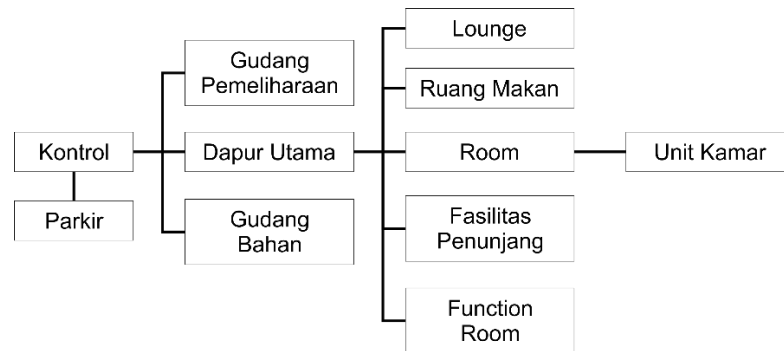 Kontrol
Parkir
Gudang
Pemeliharaan
Dapur Utama
Gudang
Bahan
Lounge
Ruang Makan
Room
Fasilitas
Penunjang
Function
Room
Unit Kamar